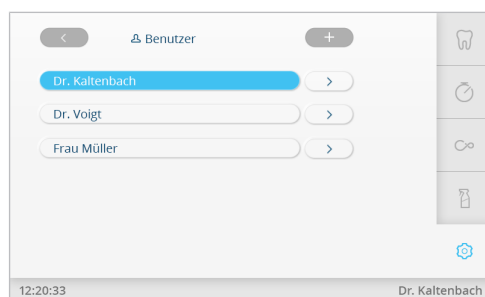 Benutzer
Dr. Kaltenbach
Dr. Voigt
Frau Müller
12:20:33 Dr. Kaltenbach